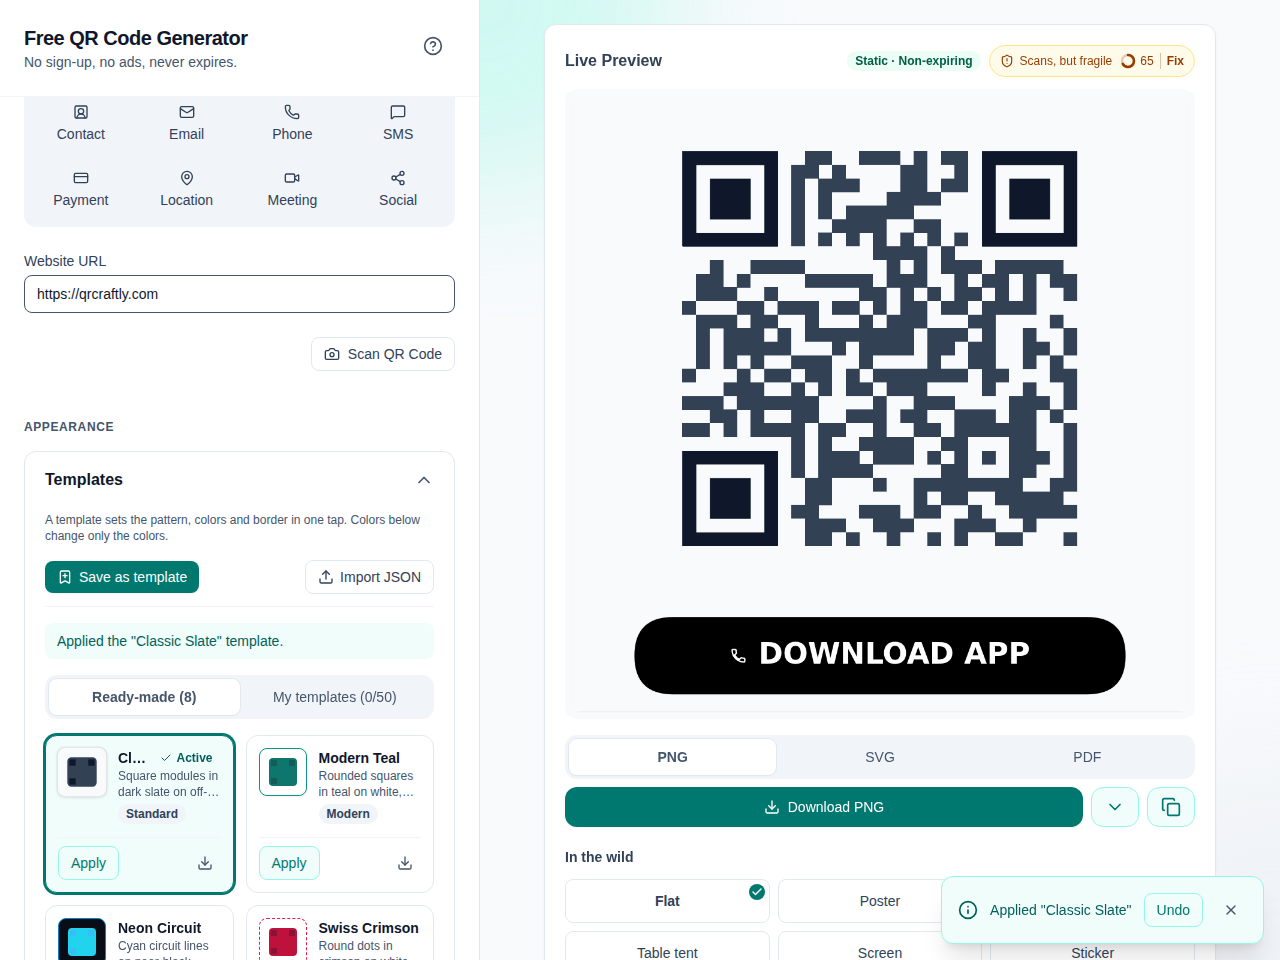 Free QR Code Generator
No sign-up, no ads, never expires.
Contact
Email
Phone
SMS
Payment
Location
Meeting
Social
Website URL
https://qrcraftly.com
Scan QR Code
APPEARANCE
Templates
A template sets the pattern, colors and border in one tap. Colors below
change only the colors.
Save as template
Import JSON
Applied the "Classic Slate" template.
Ready-made (8)
My templates (0/50)
Cl…
Active
Square modules in
dark slate on off-…
Standard
Apply
Modern Teal
Rounded squares
in teal on white,…
Modern
Apply
Neon Circuit
Cyan circuit lines
Swiss Crimson
Round dots in
Live Preview
Static · Non-expiring
Scans, but fragile
65
Fix
DOWNLOAD APP
PNG
SVG
PDF
Download PNG
In the wild
Flat
Poster
Table tent
Screen
Sticker
Applied "Classic Slate"
Undo